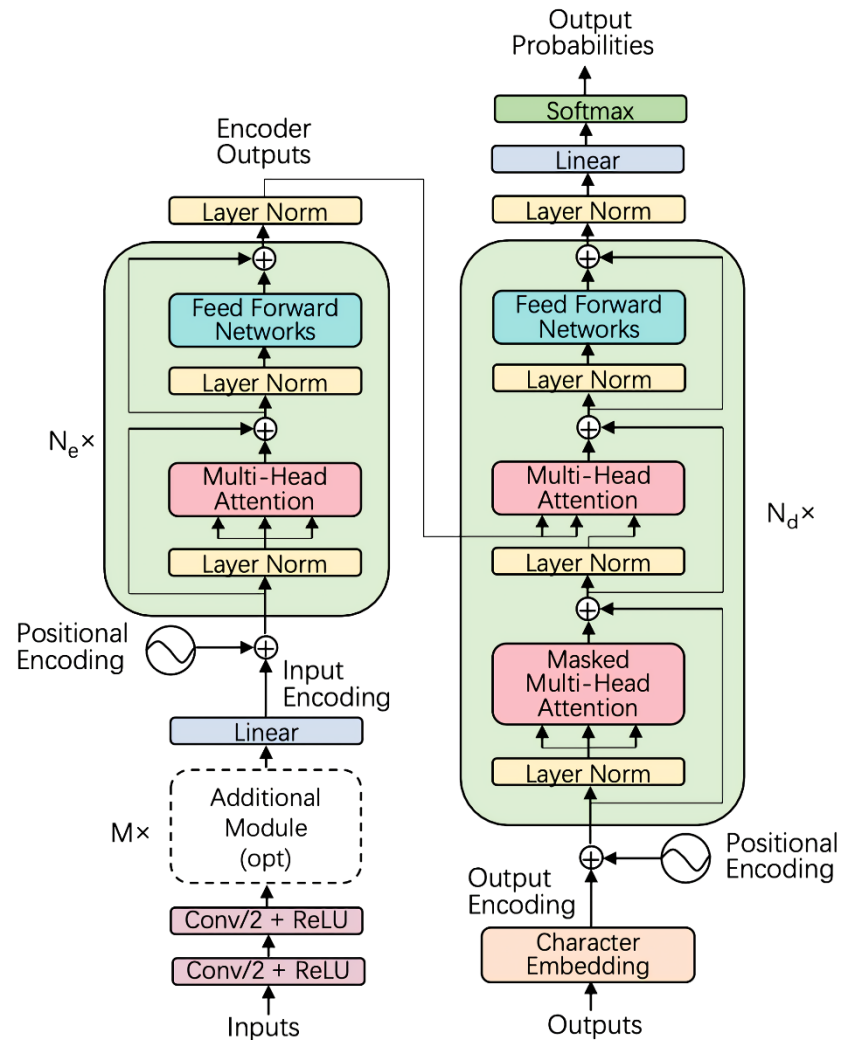 Output
Probabilities
Softmax
Linear
Layer Norm
Feed Forward
Networks
Layer Norm
Multi-Head
Attention
Layer Norm
Masked
Multi-Head
Attention
Layer Norm
N_d×
Positional
Encoding
Output
Encoding
Character
Embedding
Outputs
Encoder
Outputs
Layer Norm
Feed Forward
Networks
Layer Norm
N_e×
Multi-Head
Attention
Layer Norm
Positional
Encoding
Input
Encoding
Linear
Additional
Module
(opt)
M×
Conv/2 + ReLU
Conv/2 + ReLU
Inputs